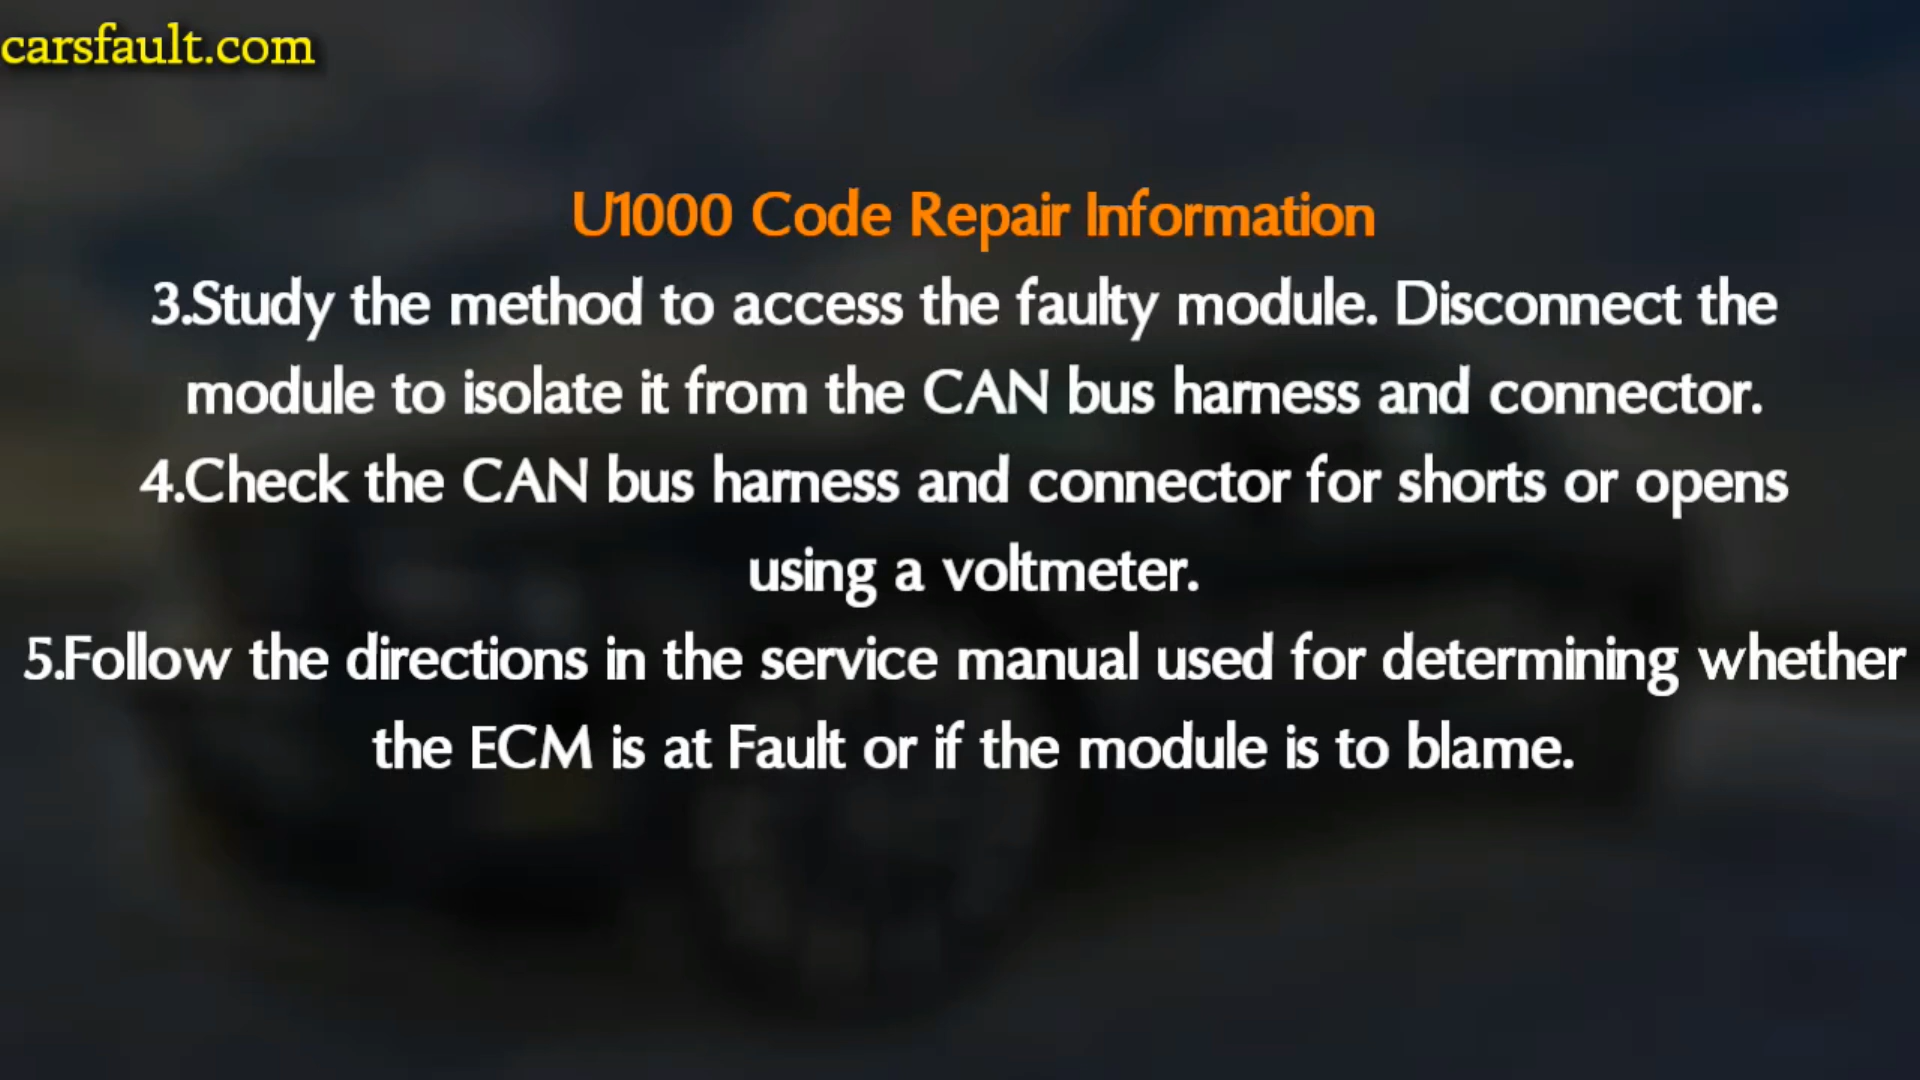 carsfault.com
U1000 Code Repair Information
3.Study the method to access the faulty module. Disconnect the
module to isolate it from the CAN bus harness and connector.
4.Check the CAN bus harness and connector for shorts or opens
using a voltmeter.
5.Follow the directions in the service manual used for determining whether
the ECM is at Fault or if the module is to blame.